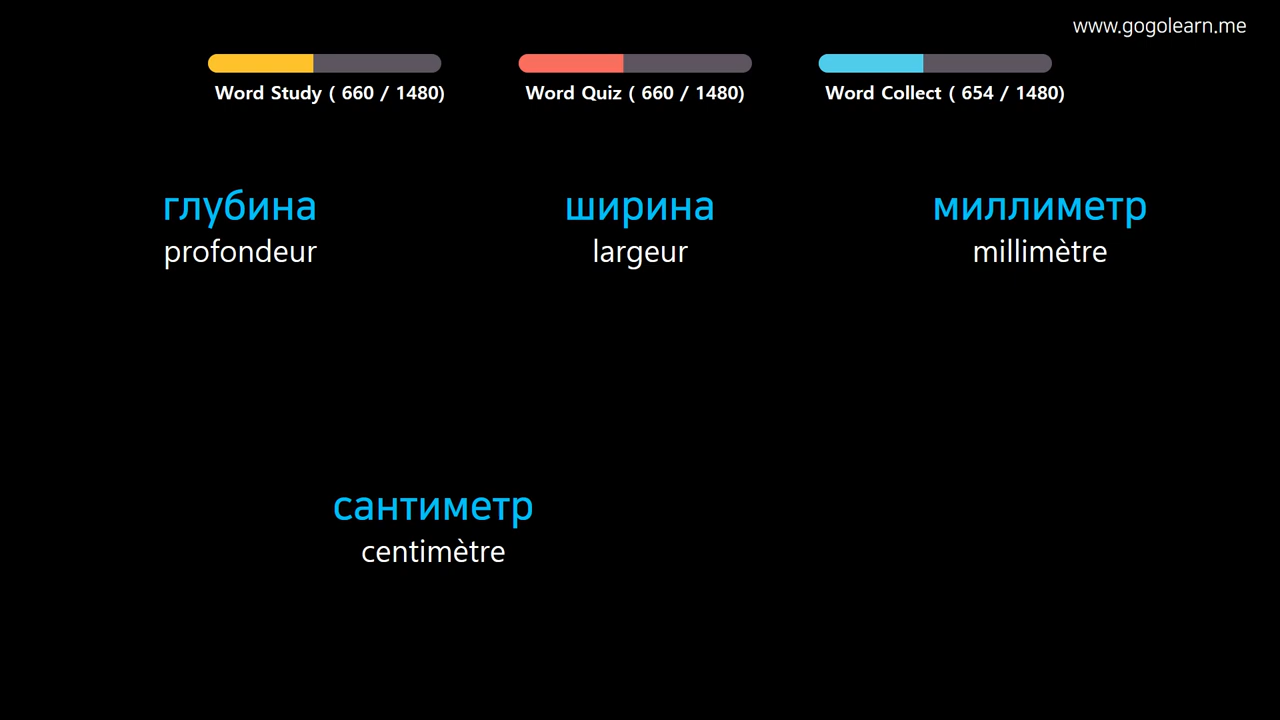 www.gogolearn.me
Word Study ( 660 / 1480)
Word Quiz ( 660 / 1480)
Word Collect ( 654 / 1480)
глубина
profondeur
ширина
largeur
миллиметр
millimètre
сантиметр
centimètre